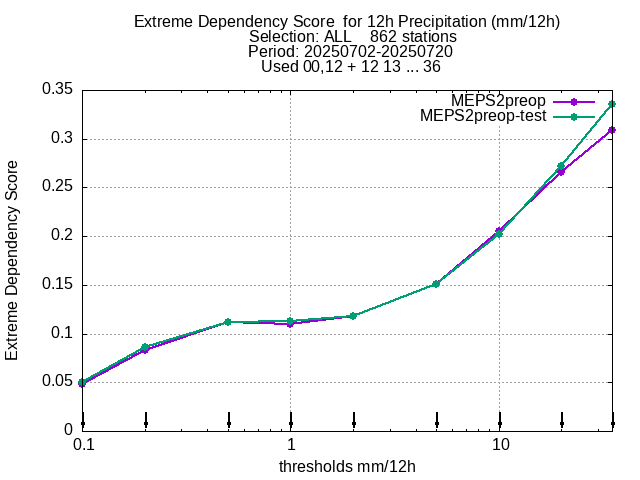 Extreme Dependency Score  for 12h Precipitation (mm/12h)
Selection: ALL    862 stations
Period: 20250702-20250720
Used 00,12 + 12 13 ... 36
MEPS2preop
MEPS2preop-test
Extreme Dependency Score
0.35
0.3
0.25
0.2
0.15
0.1
0.05
0
0.1
1
10
thresholds mm/12h